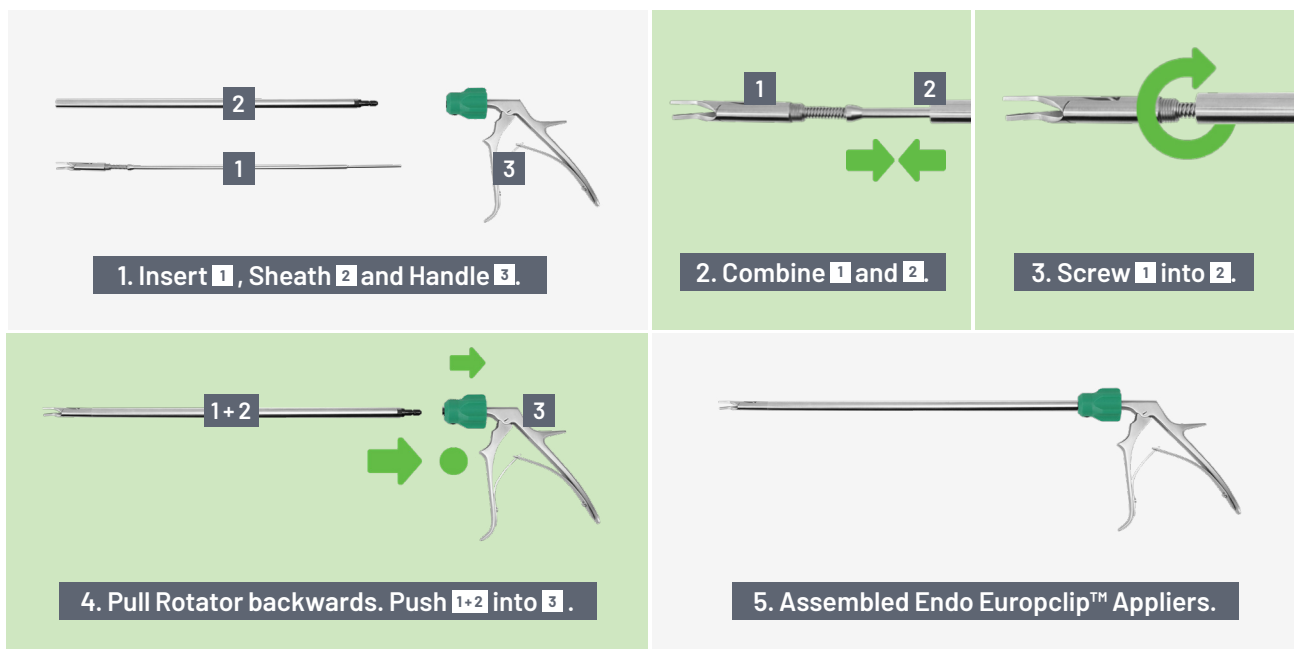 2
1
3
1. Insert 1 , Sheath 2 and Handle 3.
1
2
2. Combine 1 and 2.
3. Screw 1 into 2.
1+2
3
4. Pull Rotator backwards. Push 1+2 into 3 .
5. Assembled Endo Europclip™ Appliers.